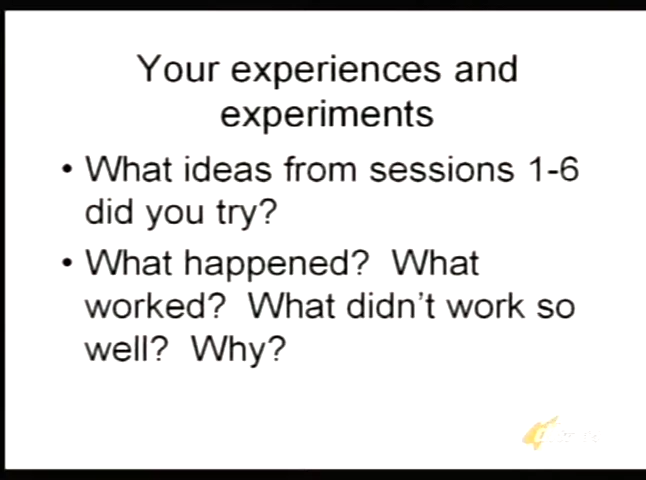 Your experiences and
experiments
• What ideas from sessions 1-6
did you try?
• What happened?  What
worked?  What didn't work so
well?  Why?